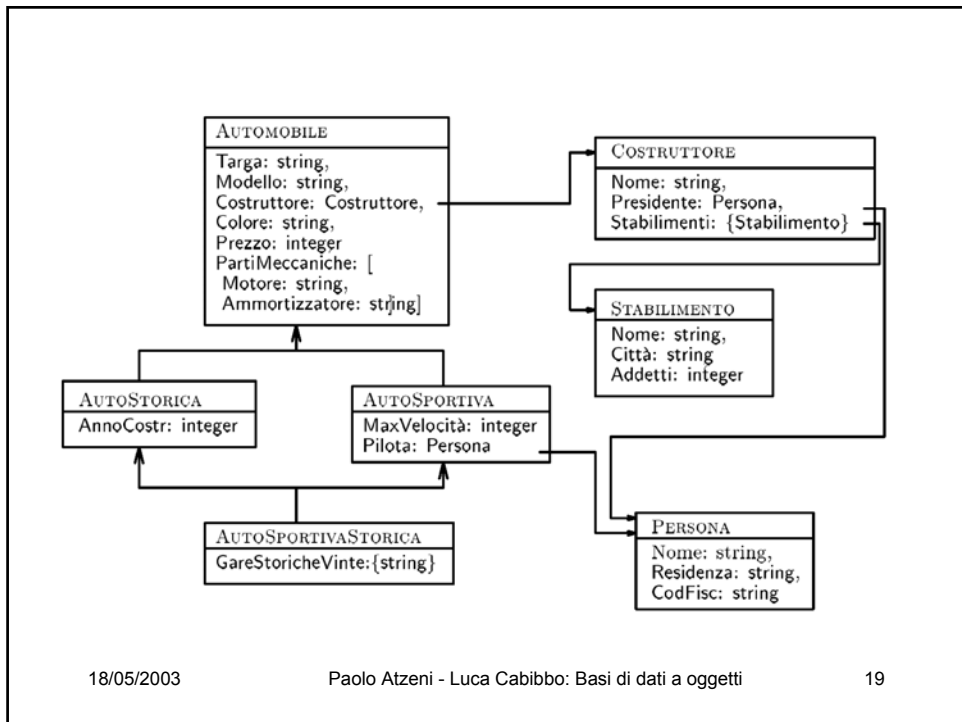 AUTOMOBILE
Targa: string,
Modello: string,
Costruttore: Costruttore,
Colore: string,
Prezzo: integer
PartiMeccaniche: [
Motore: string,
Ammortizzatore: string]
COSTRUTTORE
Nome: string,
Presidente: Persona,
Stabilimenti: {Stabilimento}
STABILIMENTO
Nome: string,
Città: string
Addetti: integer
AUTOSTORICA
AnnoCostr: integer
AUTOSPORTIVA
MaxVelocità: integer
Pilota: Persona
AUTOSPORTIVASTORICA
GareStoricheVinte:{string}
PERSONA
Nome: string,
Residenza: string,
CodFisc: string
18/05/2003
Paolo Atzeni - Luca Cabibbo: Basi di dati a oggetti
19